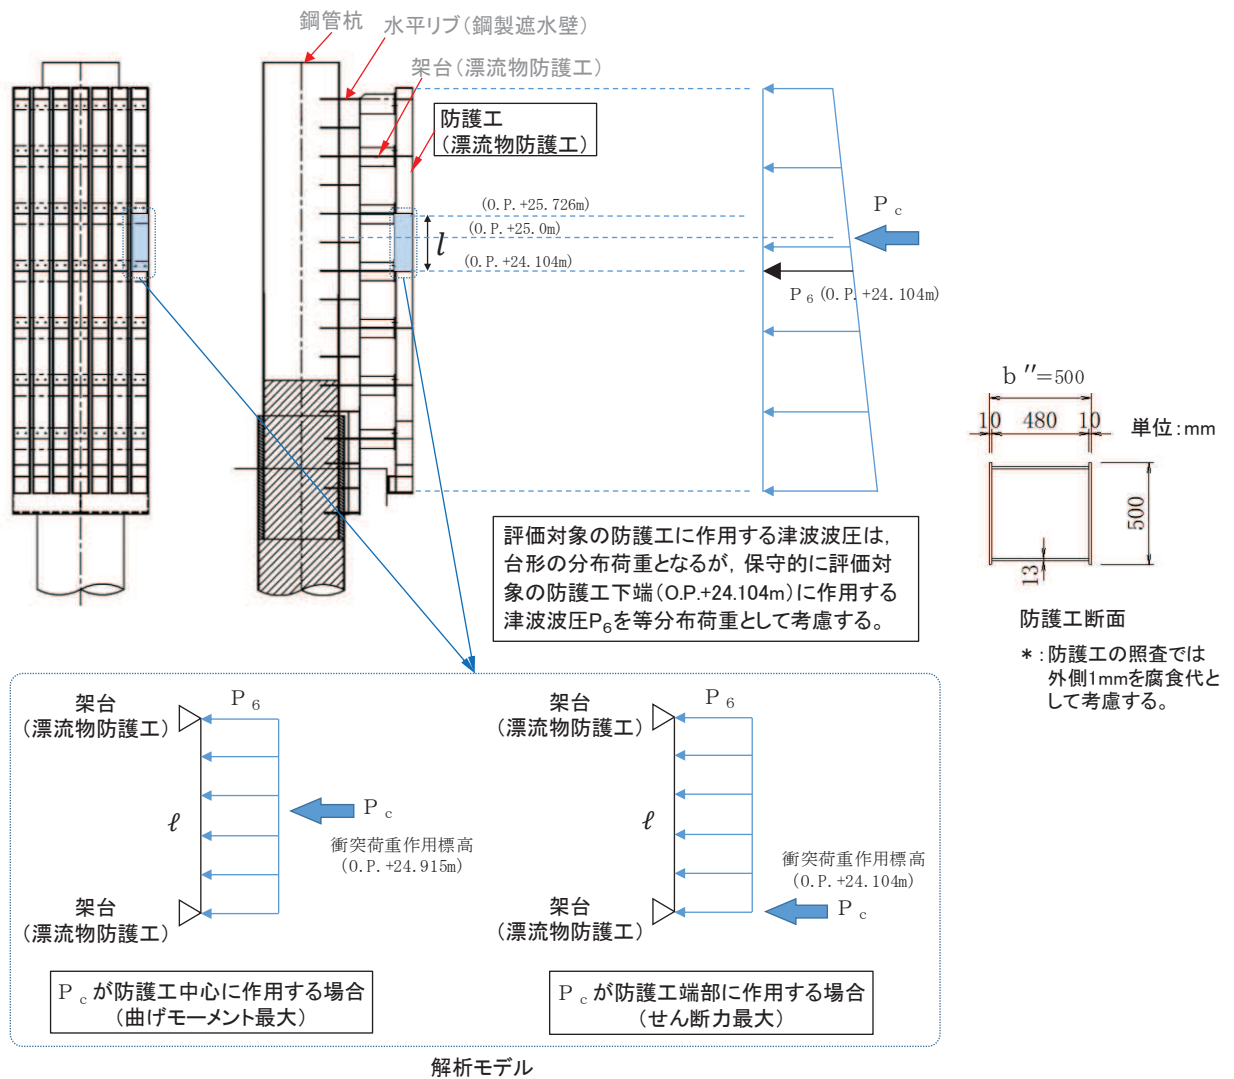 鋼管杭
水平リブ（鋼製遮水壁）
架台（漂流物防護工）
防護工
（漂流物防護工）
(O.P.+25.726m)
(O.P.+25.0m)
(O.P.+24.104m)
l
P c
P 6 (O.P.+24.104m)
b ″=500
10 480 10
単位：mm
500
13
防護工断面
＊：防護工の照査では
外側1mmを腐食代と
して考慮する。
評価対象の防護工に作用する津波波圧は，
台形の分布荷重となるが，保守的に評価対
象の防護工下端（O.P.+24.104m）に作用する
津波波圧P6を等分布荷重として考慮する。
架台
（漂流物防護工）
P 6
ℓ
P c
衝突荷重作用標高
(O.P.+24.915m)
架台
（漂流物防護工）
P c が防護工中心に作用する場合
（曲げモーメント最大）
架台
（漂流物防護工）
P 6
ℓ
衝突荷重作用標高
(O.P.+24.104m)
P c
架台
（漂流物防護工）
P c が防護工端部に作用する場合
（せん断力最大）
解析モデル